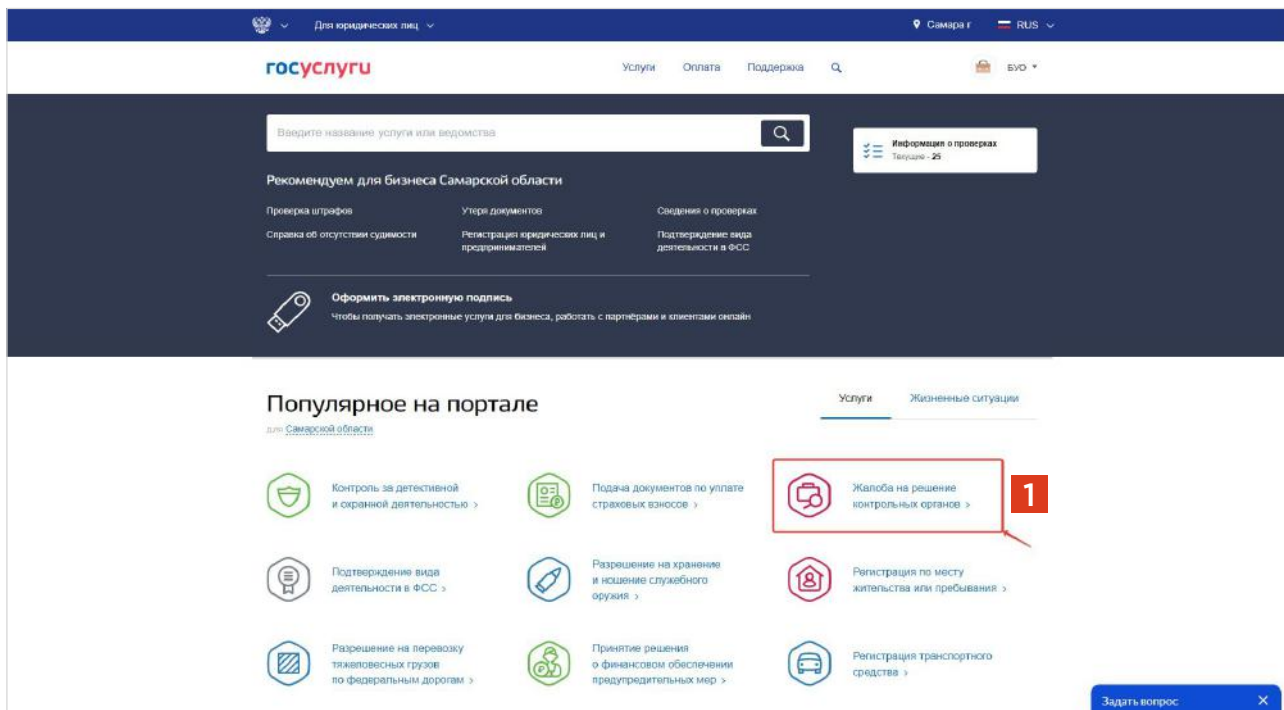 Для юридических лиц
Самара г
RUS
госуслуги
Услуги
Оплата
Поддержка
БУО
Введите название услуги или ведомства
Информация о проверках
Текущие - 25
Рекомендуем для бизнеса Самарской области
Проверка штрафов
Утеря документов
Сведения о проверках
Справка об отсутствии судимости
Регистрация юридических лиц и
предпринимателей
Подтверждение вида
деятельности в ФСС
Оформить электронную подпись
Чтобы получать электронные услуги для бизнеса, работать с партнёрами и клиентами онлайн
Популярное на портале
для Самарской области
Услуги
Жизненные ситуации
Контроль за детективной
и охранной деятельностью >
Подача документов по уплате
страховых взносов >
Жалоба на решение
контрольных органов >
1
Подтверждение вида
деятельности в ФСС >
Разрешение на хранение
и ношение служебного
оружия >
Регистрация по месту
жительства или пребывания >
Разрешение на перевозку
тяжеловесных грузов
по федеральным дорогам >
Принятие решения
о финансовом обеспечении
предупредительных мер >
Регистрация транспортного
средства >
Задать вопрос